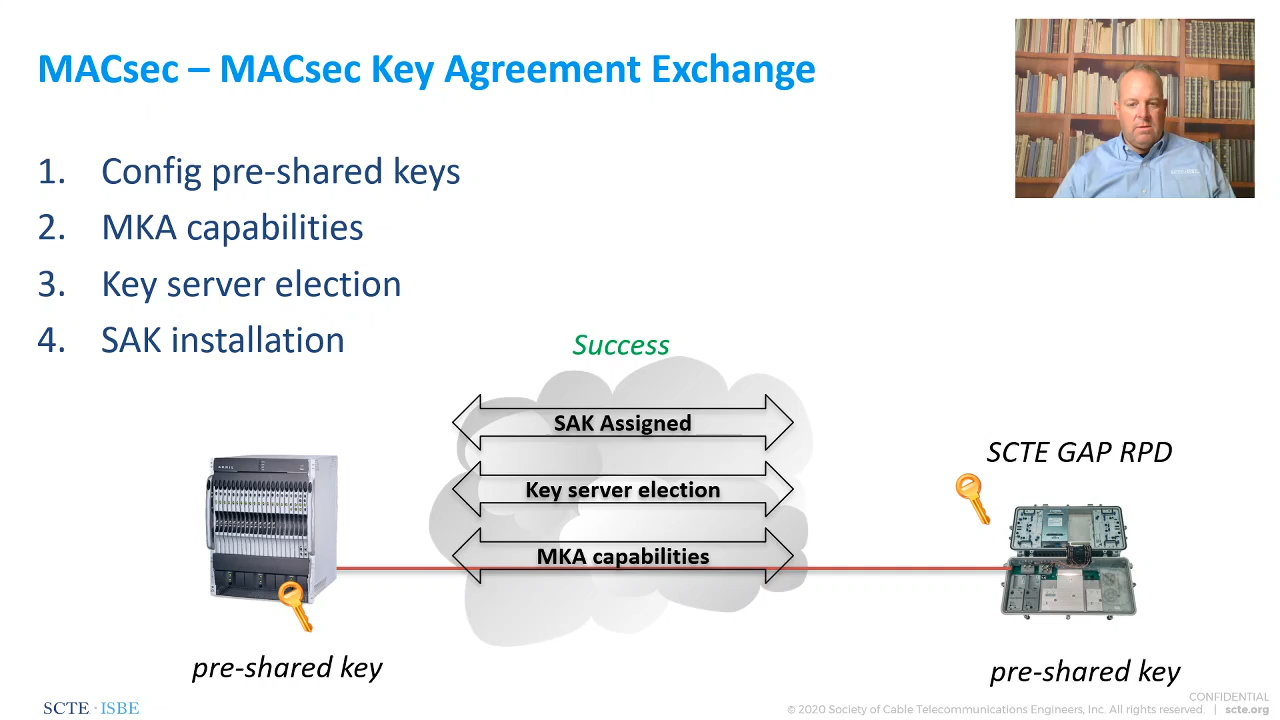 MACsec – MACsec Key Agreement Exchange
1. Config pre-shared keys
2. MKA capabilities
3. Key server election
4. SAK installation
Success
SAK Assigned
Key server election
MKA capabilities
SCTE GAP RPD
ARRIS
pre-shared key
pre-shared key
SCTE · ISBE
CONFIDENTIAL
© 2020 Society of Cable Telecommunications Engineers, Inc. All rights reserved. | scte.org